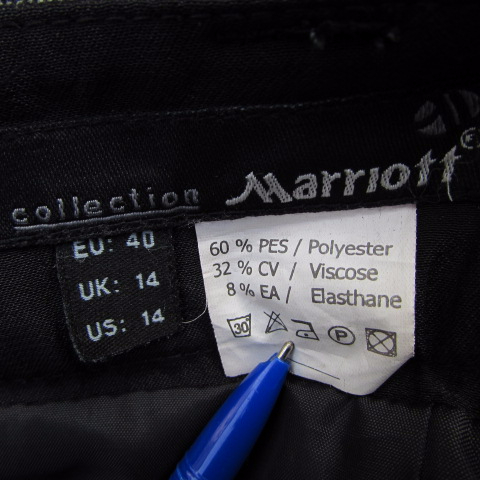 collection Marriott®
EU: 40
UK: 14
US: 14
60 % PES / Polyester
32 % CV / Viscose
8 % EA / Elasthane
30 P